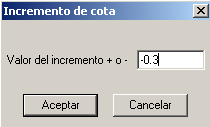 Incremento de cota
Valor del incremento + o - -0.3
Aceptar Cancelar